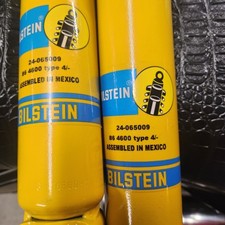 BILSTEIN
24-065009
B6 4600 type 4/-
ASSEMBLED IN MEXICO
BILSTEIN
BILSTEIN
24-065009
B6 4600 type 4/-
ASSEMBLED IN MEXICO
BILSTEIN